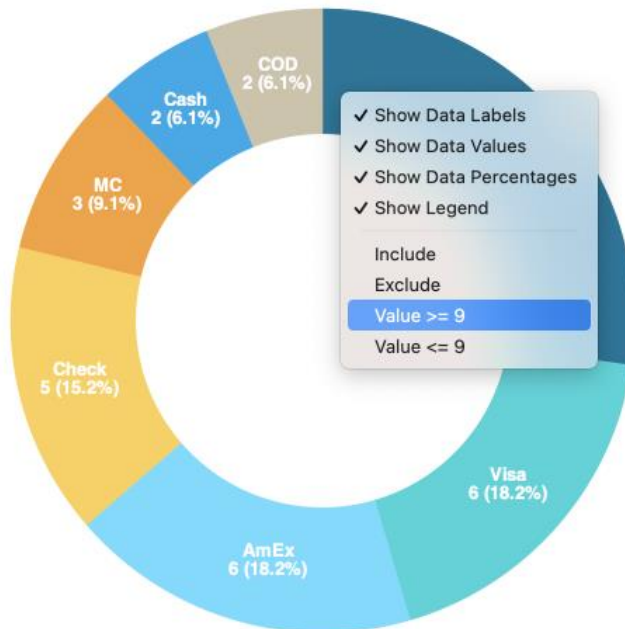 COD
2 (6.1%)
Cash
2 (6.1%)
MC
3 (9.1%)
✓ Show Data Labels
✓ Show Data Values
✓ Show Data Percentages
✓ Show Legend
Include
Exclude
Value >= 9
Value <= 9
Check
5 (15.2%)
Visa
6 (18.2%)
AmEx
6 (18.2%)